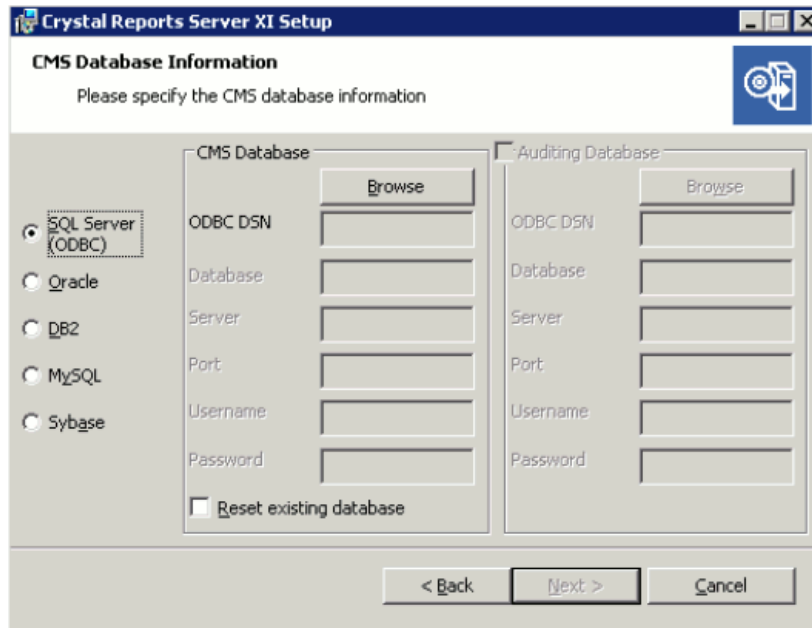 Crystal Reports Server XI Setup
CMS Database Information
Please specify the CMS database information
SQL Server
(ODBC)
Oracle
DB2
MySQL
Sybase
CMS Database
Browse
ODBC DSN
Database
Server
Port
Username
Password
Reset existing database
Auditing Database
Browse
ODBC DSN
Database
Server
Port
Username
Password
< Back
Next >
Cancel